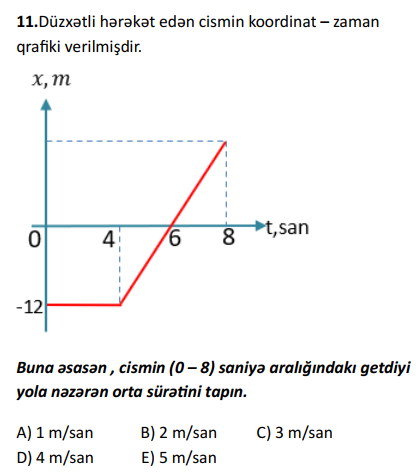 11.Düzxətli hərəkət edən cismin koordinat – zaman
qrafiki verilmişdir.
x, m
t,san
0
4
6
8
-12
Buna əsasən , cismin (0 – 8) saniyə aralığındakı getdiyi
yola nəzərən orta sürətini tapın.
A) 1 m/san B) 2 m/san C) 3 m/san
D) 4 m/san E) 5 m/san